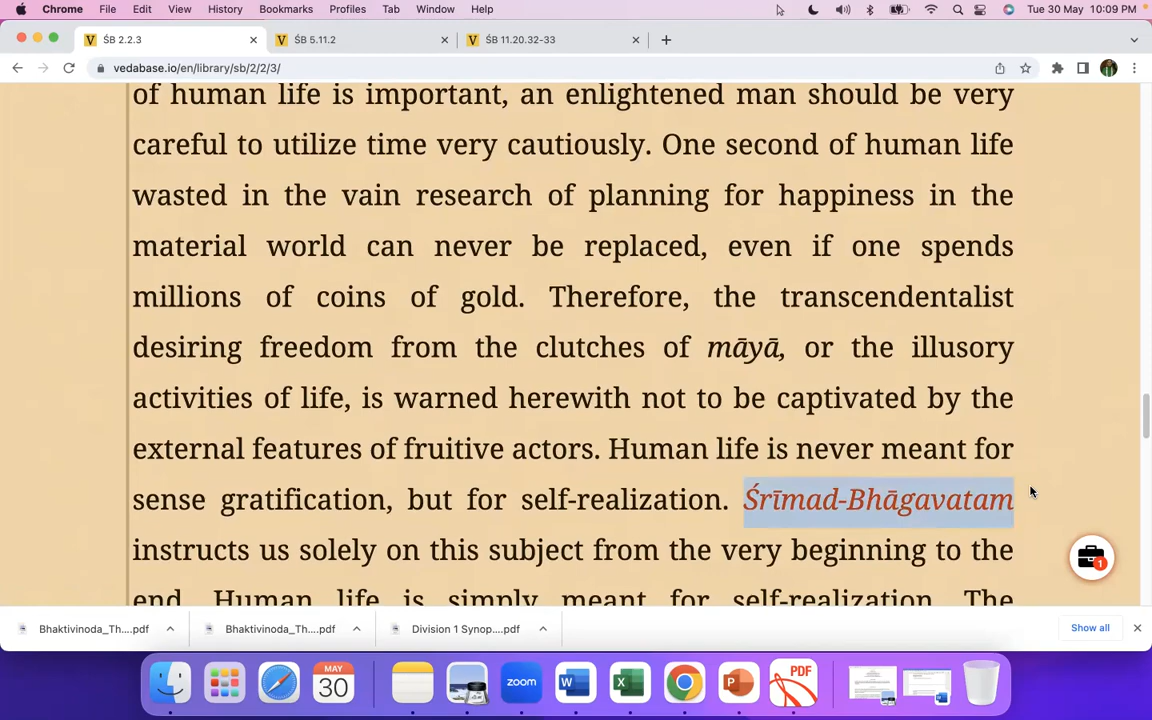 Chrome File Edit View History Bookmarks Profiles Tab Window Help Tue 30 May 10:09 PM
V ŚB 2.2.3 V ŚB 5.11.2 V ŚB 11.20.32-33
vedabase.io/en/library/sb/2/2/3/
of human life is important, an enlightened man should be very
careful to utilize time very cautiously. One second of human life
wasted in the vain research of planning for happiness in the
material world can never be replaced, even if one spends
millions of coins of gold. Therefore, the transcendentalist
desiring freedom from the clutches of māyā, or the illusory
activities of life, is warned herewith not to be captivated by the
external features of fruitive actors. Human life is never meant for
sense gratification, but for self-realization. Śrīmad-Bhāgavatam
instructs us solely on this subject from the very beginning to the
end. Human life is simply meant for self-realization. The
1
Bhaktivinoda_Th....pdf Bhaktivinoda_Th....pdf Division 1 Synop....pdf Show all
MAY
30 zoom W X P PDF